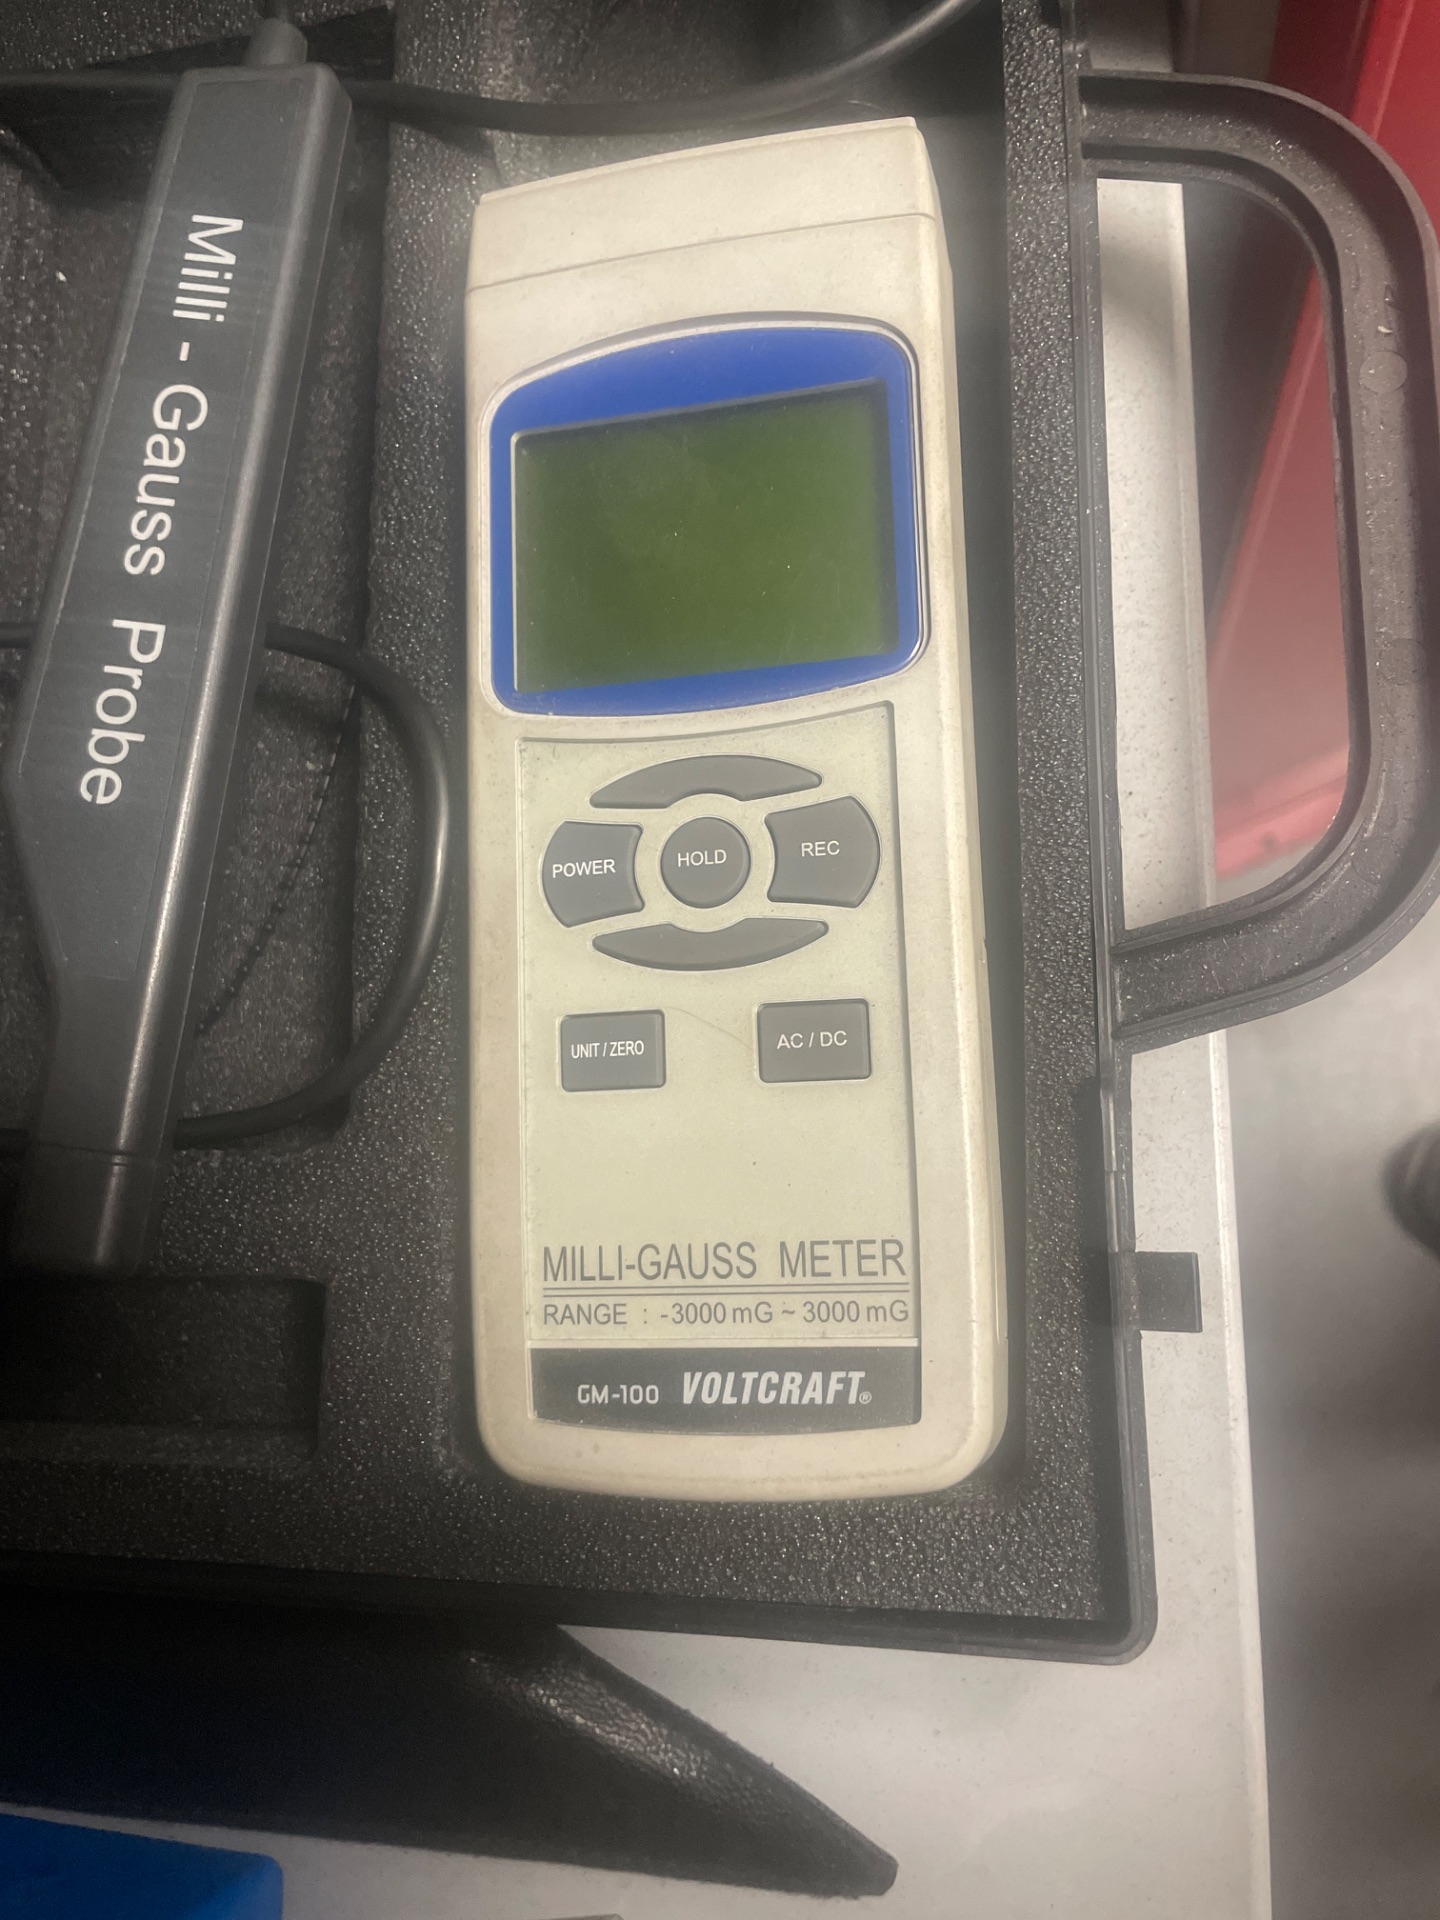 Milli - Gauss Probe
POWER
HOLD
REC
UNIT / ZERO
AC / DC
MILLI-GAUSS METER
RANGE : -3000 mG ~ 3000 mG
GM-100 VOLTCRAFT®